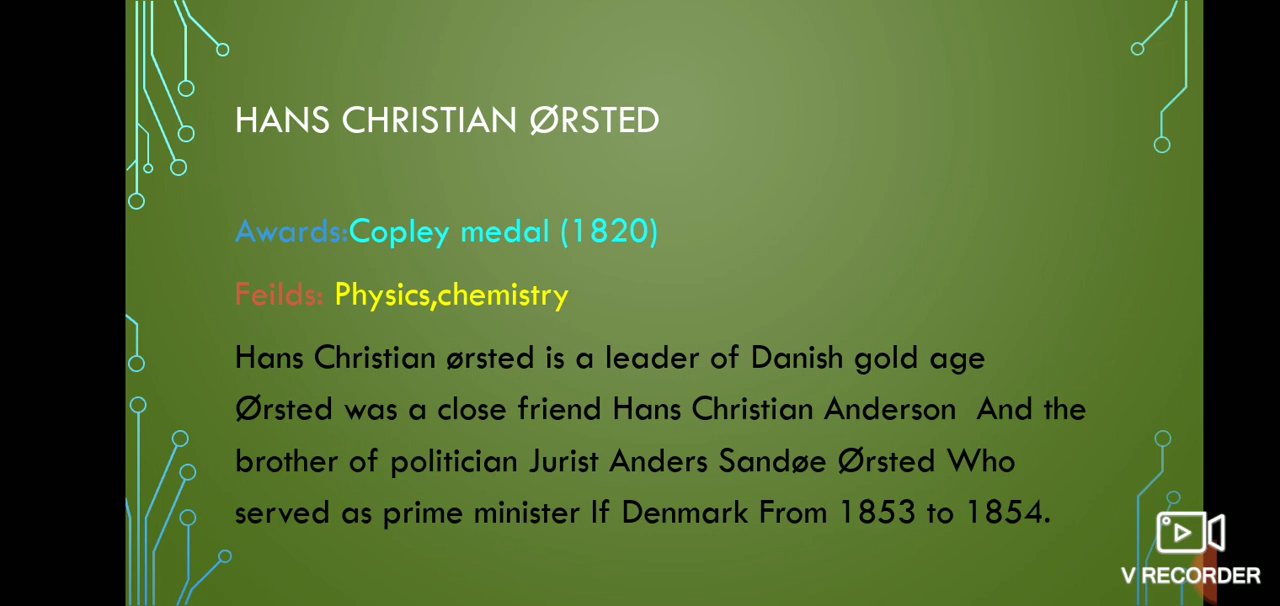 HANS CHRISTIAN ØRSTED
Awards:Copley medal (1820)
Feilds: Physics,chemistry
Hans Christian ørsted is a leader of Danish gold age
Ørsted was a close friend Hans Christian Anderson And the
brother of politician Jurist Anders Sandøe Ørsted Who
served as prime minister If Denmark From 1853 to 1854.
V RECORDER